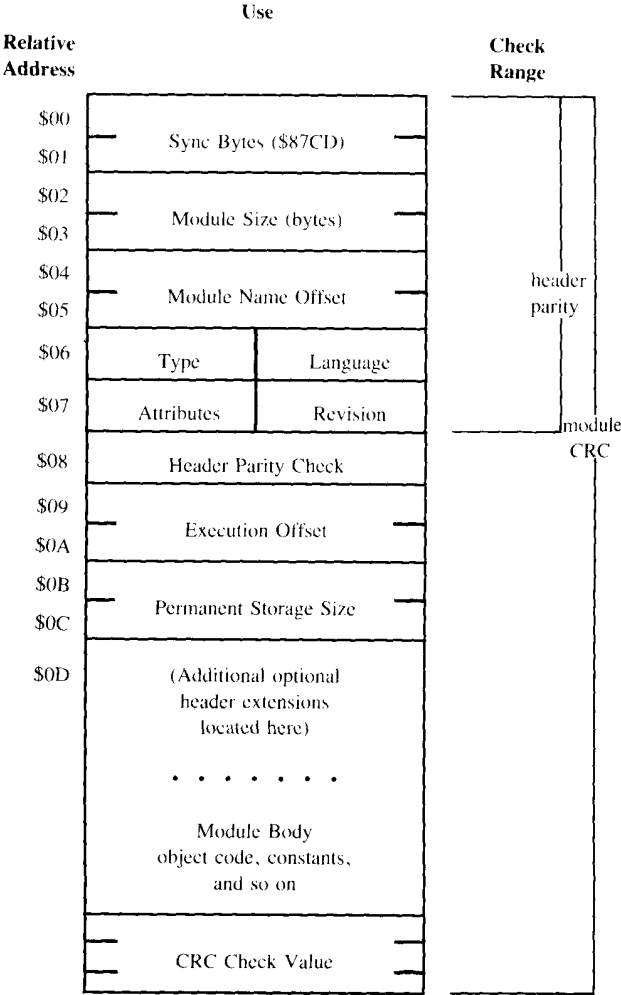 Use
Relative
Address
Check
Range
$00
Sync Bytes ($87CD)
$01
$02
Module Size (bytes)
$03
$04
Module Name Offset
$05
header
parity
$06
Type
Language
$07
Attributes
Revision
module
CRC
$08
Header Parity Check
$09
Execution Offset
$0A
$0B
Permanent Storage Size
$0C
$0D
(Additional optional
header extensions
located here)
. . . . . . .
Module Body
object code, constants,
and so on
CRC Check Value